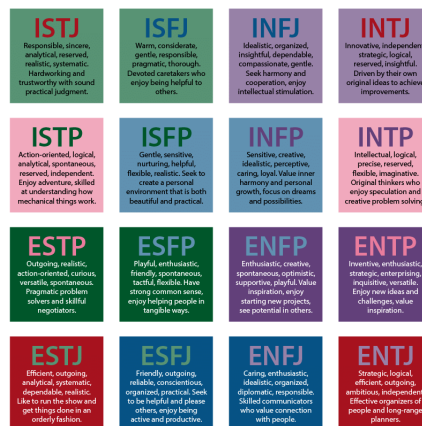 ISTJ
Responsible, sincere,
analytical, reserved,
realistic, systematic.
Hardworking and
trustworthy with sound
practical judgment.
ISFJ
Warm, considerate,
gentle, responsible,
pragmatic, thorough.
Devoted caretakers who
enjoy being helpful to
others.
INFJ
Idealistic, organized,
insightful, dependable,
compassionate, gentle.
Seek harmony and
cooperation, enjoy
intellectual stimulation.
INTJ
Innovative, independent,
strategic, logical,
reserved, insightful.
Driven by their own
original ideas to achieve
improvements.
ISTP
Action-oriented, logical,
analytical, spontaneous,
reserved, independent.
Enjoy adventure, skilled
at understanding how
mechanical things work.
ISFP
Gentle, sensitive,
nurturing, helpful,
flexible, realistic. Seek to
create a personal
environment that is both
beautiful and practical.
INFP
Sensitive, creative,
idealistic, perceptive,
caring, loyal. Value inner
harmony and personal
growth, focus on dreams
and possibilities.
INTP
Intellectual, logical,
precise, reserved,
flexible, imaginative.
Original thinkers who
enjoy speculation and
creative problem solving.
ESTP
Outgoing, realistic,
action-oriented, curious,
versatile, spontaneous.
Pragmatic problem
solvers and skillful
negotiators.
ESFP
Playful, enthusiastic,
friendly, spontaneous,
tactful, flexible. Have
strong common sense,
enjoy helping people in
tangible ways.
ENFP
Enthusiastic, creative,
spontaneous, optimistic,
supportive, playful. Value
inspiration, enjoy
starting new projects,
see potential in others.
ENTP
Inventive, enthusiastic,
strategic, enterprising,
inquisitive, versatile.
Enjoy new ideas and
challenges, value
inspiration.
ESTJ
Efficient, outgoing,
analytical, systematic,
dependable, realistic.
Like to run the show and
get things done in an
orderly fashion.
ESFJ
Friendly, outgoing,
reliable, conscientious,
organized, practical. Seek
to be helpful and please
others, enjoy being
active and productive.
ENFJ
Caring, enthusiastic,
idealistic, organized,
diplomatic, responsible.
Skilled communicators
who value connection
with people.
ENTJ
Strategic, logical,
efficient, outgoing,
ambitious, independent.
Effective organizers of
people and long-range
planners.